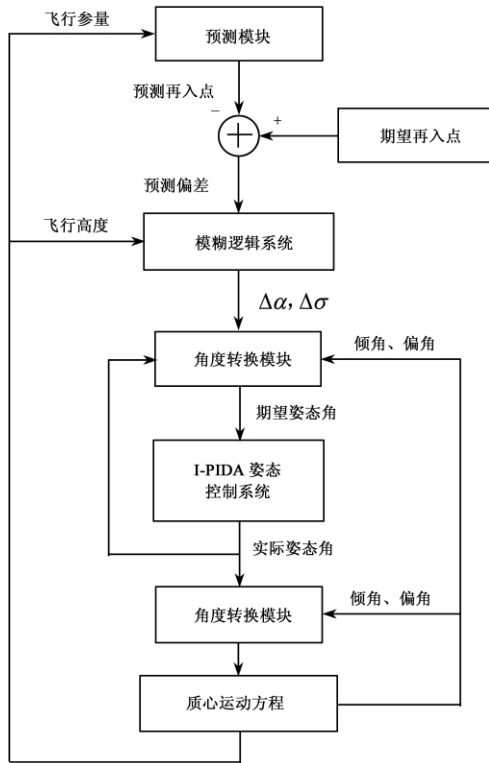 飞行参量
预测模块
预测再入点
−
+
期望再入点
预测偏差
飞行高度
模糊逻辑系统
Δα, Δσ
倾角、偏角
角度转换模块
期望姿态角
I-PIDA 姿态
控制系统
实际姿态角
倾角、偏角
角度转换模块
质心运动方程